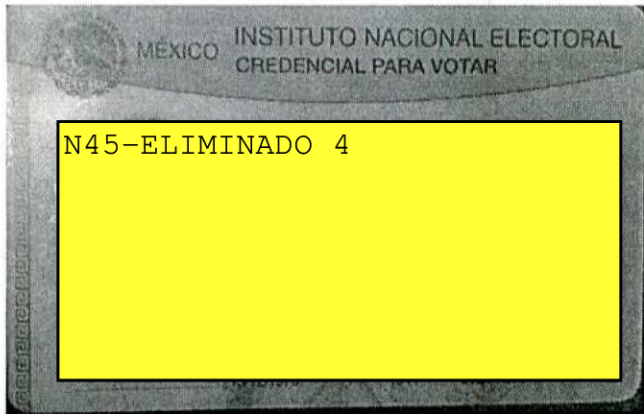 MÉXICO INSTITUTO NACIONAL ELECTORAL
CREDENCIAL PARA VOTAR
N45-ELIMINADO 4